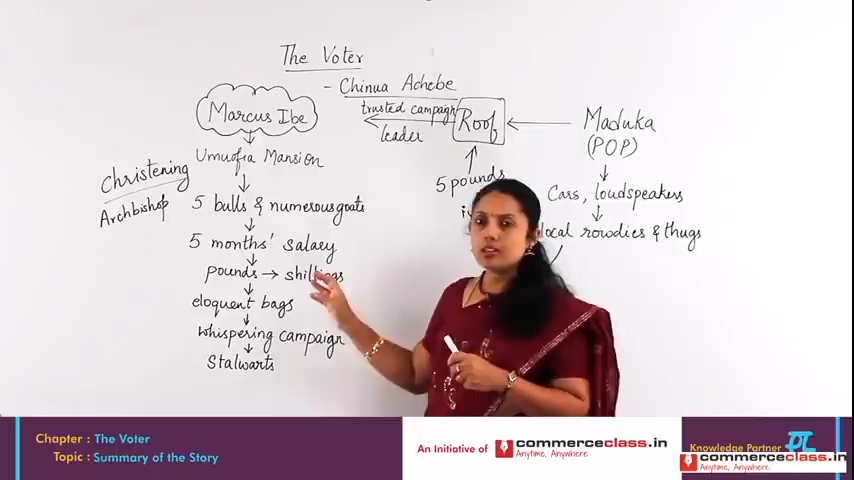 The Voter
- Chinua Achebe
Marcus Ibe
trusted campaign
leader
Roof
Maduka
(POP)
Umuofia Mansion
Christening
Archbishop
5 bulls & numerous goats
5 months' salary
pounds → shillings
eloquent bags
whispering campaign
Stalwarts
5 pounds
Cars, loudspeakers
local rowdies & thugs
Chapter : The Voter
Topic : Summary of the Story
An Initiative of commerceclass.in
Anytime, Anywhere
Knowledge Partner
commerceclass.in
Anytime, Anywhere